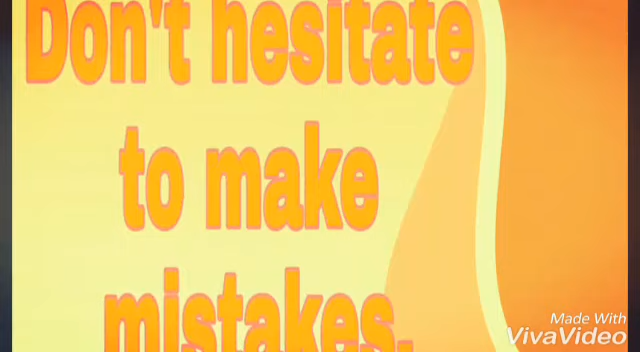 Don't hesitate
to make
mistakes.
Made With
VivaVideo